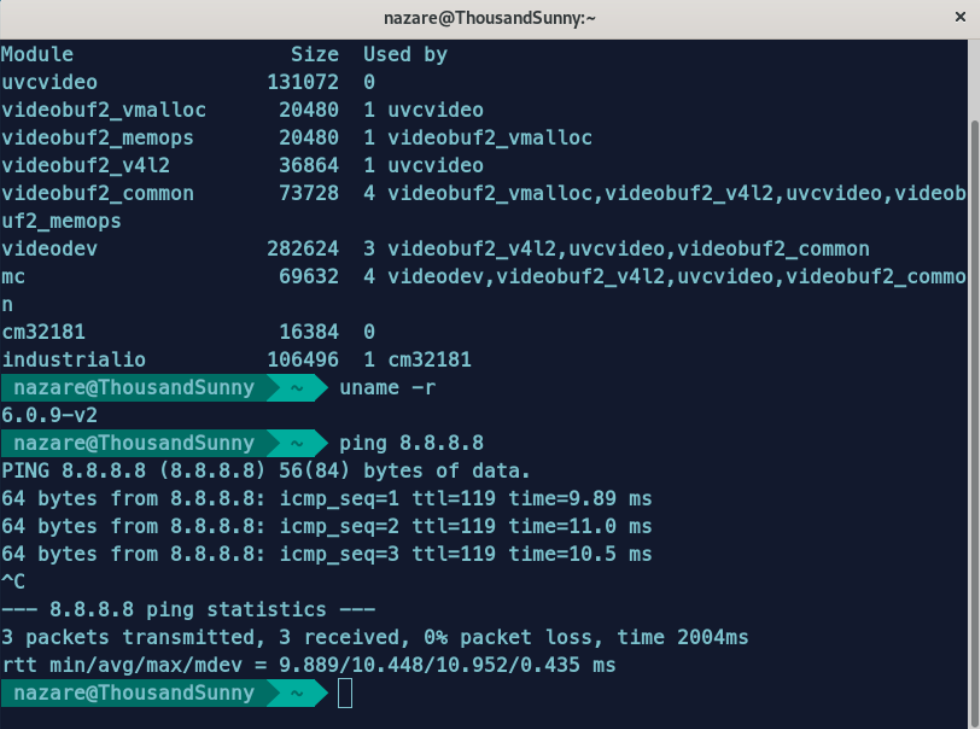 nazare@ThousandSunny:~ ×
Module                  Size  Used by
uvcvideo              131072  0
videobuf2_vmalloc      20480  1 uvcvideo
videobuf2_memops       20480  1 videobuf2_vmalloc
videobuf2_v4l2         36864  1 uvcvideo
videobuf2_common       73728  4 videobuf2_vmalloc,videobuf2_v4l2,uvcvideo,videob
uf2_memops
videodev              282624  3 videobuf2_v4l2,uvcvideo,videobuf2_common
mc                     69632  4 videodev,videobuf2_v4l2,uvcvideo,videobuf2_commo
n
cm32181                16384  0
industrialio          106496  1 cm32181
nazare@ThousandSunny ~ uname -r
6.0.9-v2
nazare@ThousandSunny ~ ping 8.8.8.8
PING 8.8.8.8 (8.8.8.8) 56(84) bytes of data.
64 bytes from 8.8.8.8: icmp_seq=1 ttl=119 time=9.89 ms
64 bytes from 8.8.8.8: icmp_seq=2 ttl=119 time=11.0 ms
64 bytes from 8.8.8.8: icmp_seq=3 ttl=119 time=10.5 ms
^C
--- 8.8.8.8 ping statistics ---
3 packets transmitted, 3 received, 0% packet loss, time 2004ms
rtt min/avg/max/mdev = 9.889/10.448/10.952/0.435 ms
nazare@ThousandSunny ~